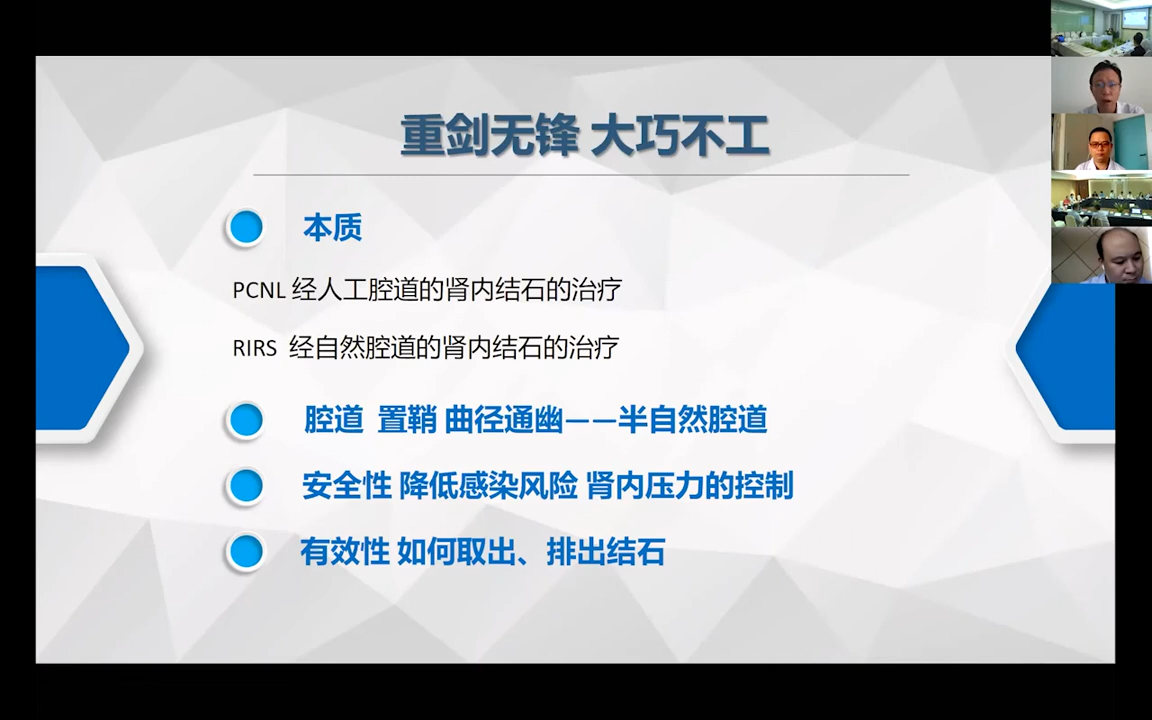 重剑无锋 大巧不工
本质
PCNL 经人工腔道的肾内结石的治疗
RIRS 经自然腔道的肾内结石的治疗
腔道 置鞘 曲径通幽——半自然腔道
安全性 降低感染风险 肾内压力的控制
有效性 如何取出、排出结石